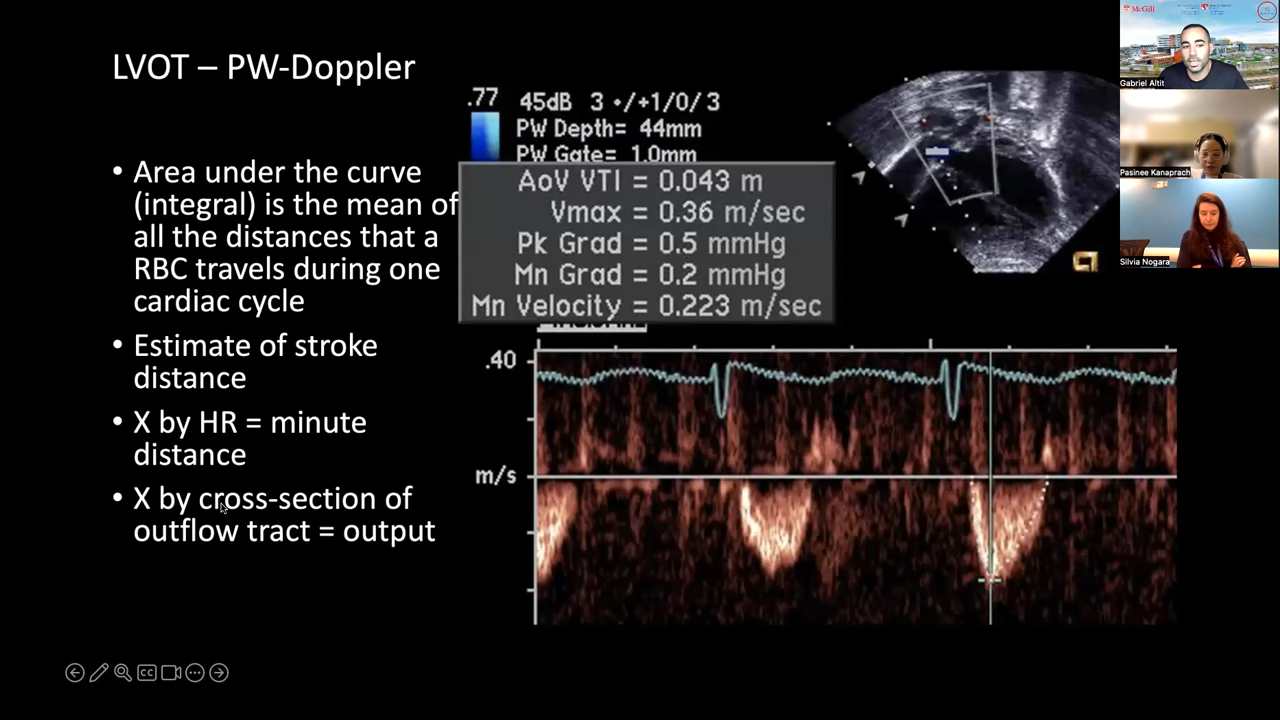 LVOT – PW-Doppler
• Area under the curve
(integral) is the mean of
all the distances that a
RBC travels during one
cardiac cycle
• Estimate of stroke
distance
• X by HR = minute
distance
• X by cross-section of
outflow tract = output
.77
45dB 3 •/+1/0/3
PW Depth= 44mm
PW Gate= 1.0mm
AoV VTI = 0.043 m
Vmax = 0.36 m/sec
Pk Grad = 0.5 mmHg
Mn Grad = 0.2 mmHg
Mn Velocity = 0.223 m/sec
.40
m/s
CC
McGill
Gabriel Altit
Pasinee Kanaprach
Silvia Nogara